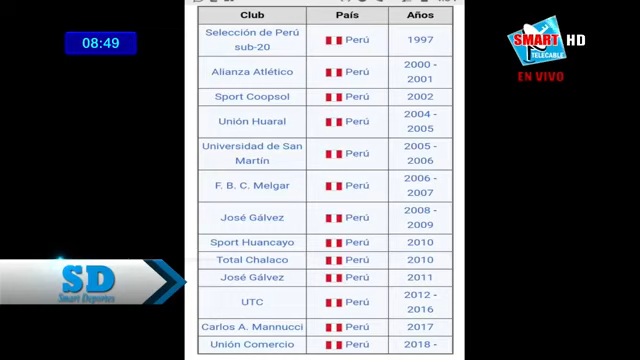 08:49
SMART HD
TELECABLE
EN VIVO
Club País Años
Selección de Perú
sub-20 Perú 1997
Alianza Atlético Perú 2000 -
2001
Sport Coopsol Perú 2002
Unión Huaral Perú 2004 -
2005
Universidad de San
Martín Perú 2005 -
2006
F. B. C. Melgar Perú 2006 -
2007
José Gálvez Perú 2008 -
2009
Sport Huancayo Perú 2010
Total Chalaco Perú 2010
José Gálvez Perú 2011
UTC Perú 2012 -
2016
Carlos A. Mannucci Perú 2017
Unión Comercio Perú 2018 -
SD
Smart Deportes